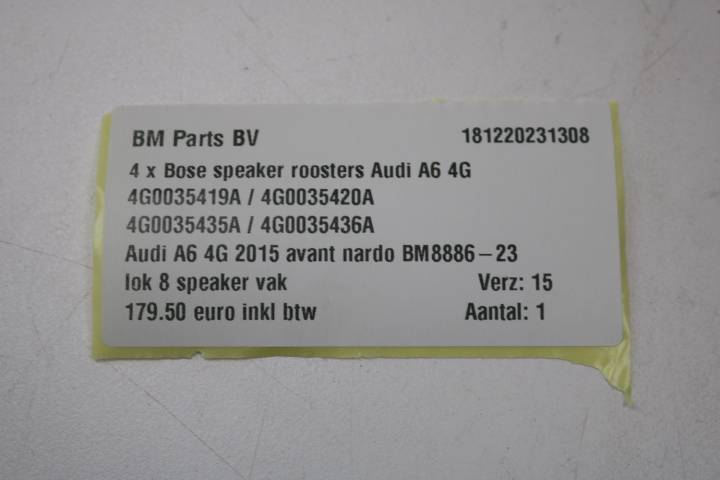 BM Parts BV 181220231308
4 x Bose speaker roosters Audi A6 4G
4G0035419A / 4G0035420A
4G0035435A / 4G0035436A
Audi A6 4G 2015 avant nardo BM8886-23
lok 8 speaker vak Verz: 15
179.50 euro inkl btw Aantal: 1